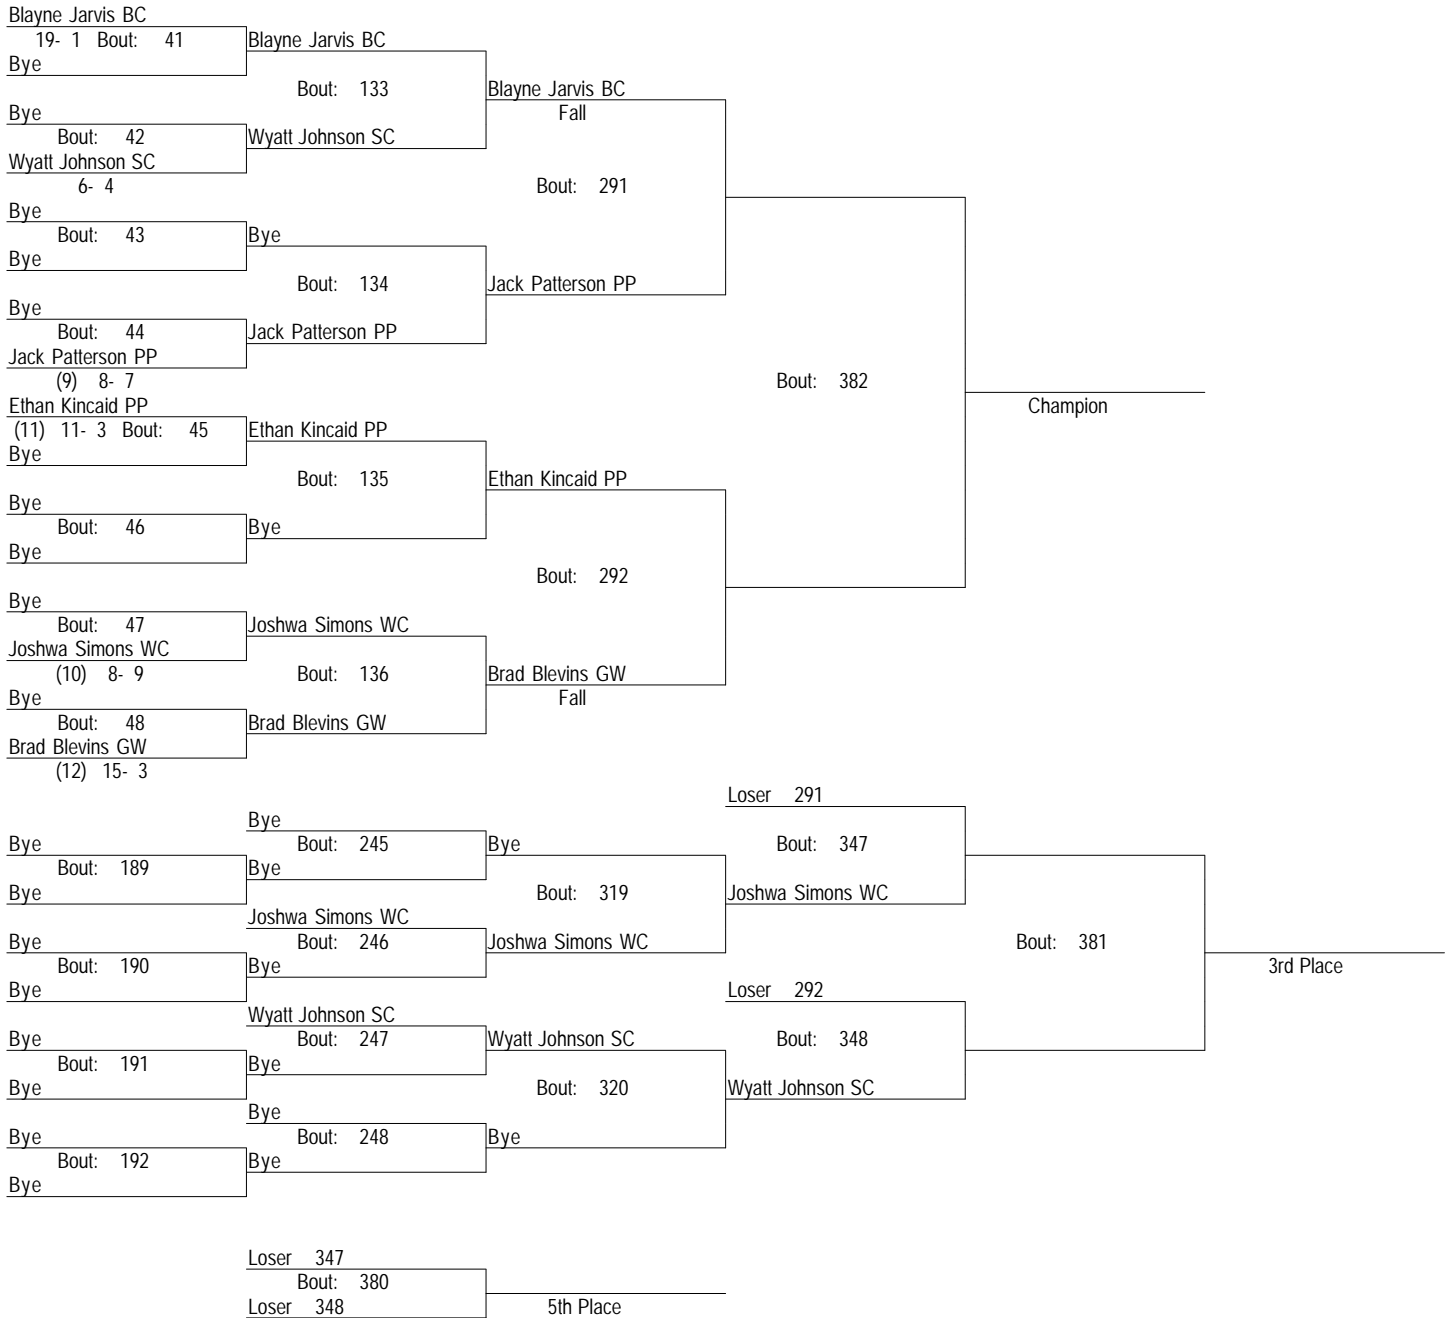 Blayne Jarvis BC
19- 1 Bout: 41 Blayne Jarvis BC
Bye
Bout: 133 Blayne Jarvis BC
Bye Fall
Bout: 42 Wyatt Johnson SC
Wyatt Johnson SC
6- 4 Bout: 291
Bye
Bout: 43 Bye
Bye
Bout: 134 Jack Patterson PP
Bye
Bout: 44 Jack Patterson PP
Jack Patterson PP
(9) 8- 7 Bout: 382
Ethan Kincaid PP Champion
(11) 11- 3 Bout: 45 Ethan Kincaid PP
Bye
Bout: 135 Ethan Kincaid PP
Bye
Bout: 46 Bye
Bye
Bout: 292
Bye
Bout: 47 Joshwa Simons WC
Joshwa Simons WC
(10) 8- 9 Bout: 136 Brad Blevins GW
Bye Fall
Bout: 48 Brad Blevins GW
Brad Blevins GW
(12) 15- 3
Loser 291
Bye
Bye Bout: 245 Bye Bout: 347
Bout: 189 Bye
Bye Bout: 319 Joshwa Simons WC
Joshwa Simons WC
Bye Bout: 246 Joshwa Simons WC Bout: 381
Bout: 190 Bye 3rd Place
Bye Loser 292
Wyatt Johnson SC
Bye Bout: 247 Wyatt Johnson SC Bout: 348
Bout: 191 Bye
Bye Bout: 320 Wyatt Johnson SC
Bye
Bye Bout: 248 Bye
Bout: 192 Bye
Bye
Loser 347
Bout: 380
Loser 348 5th Place